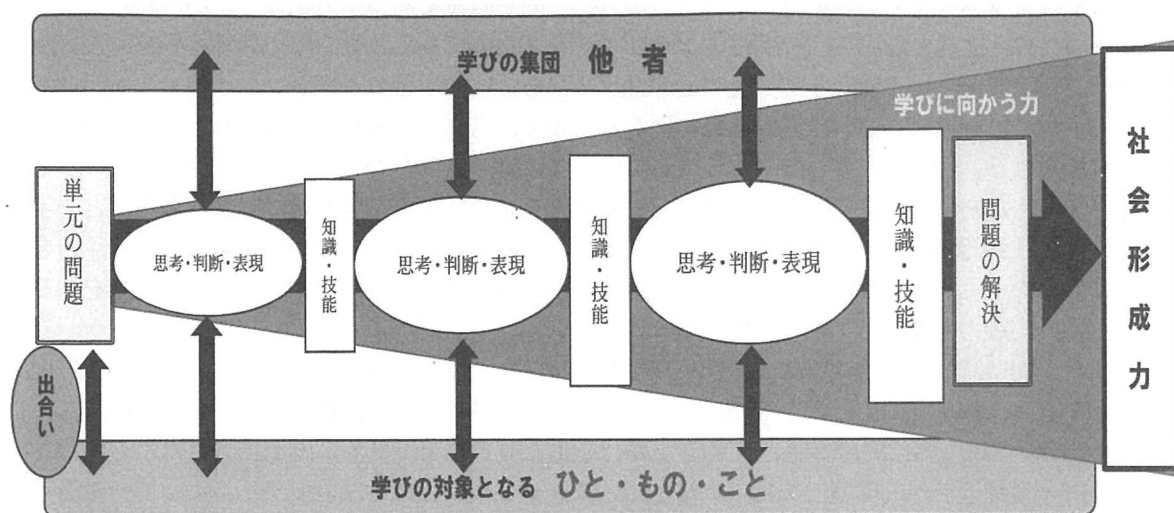 学びの集団 他 者
学びに向かう力
単元の問題
思考・判断・表現
知識・技能
思考・判断・表現
知識・技能
思考・判断・表現
知識・技能
問題の解決
社会形成力
出合い
学びの対象となる ひと・もの・こと